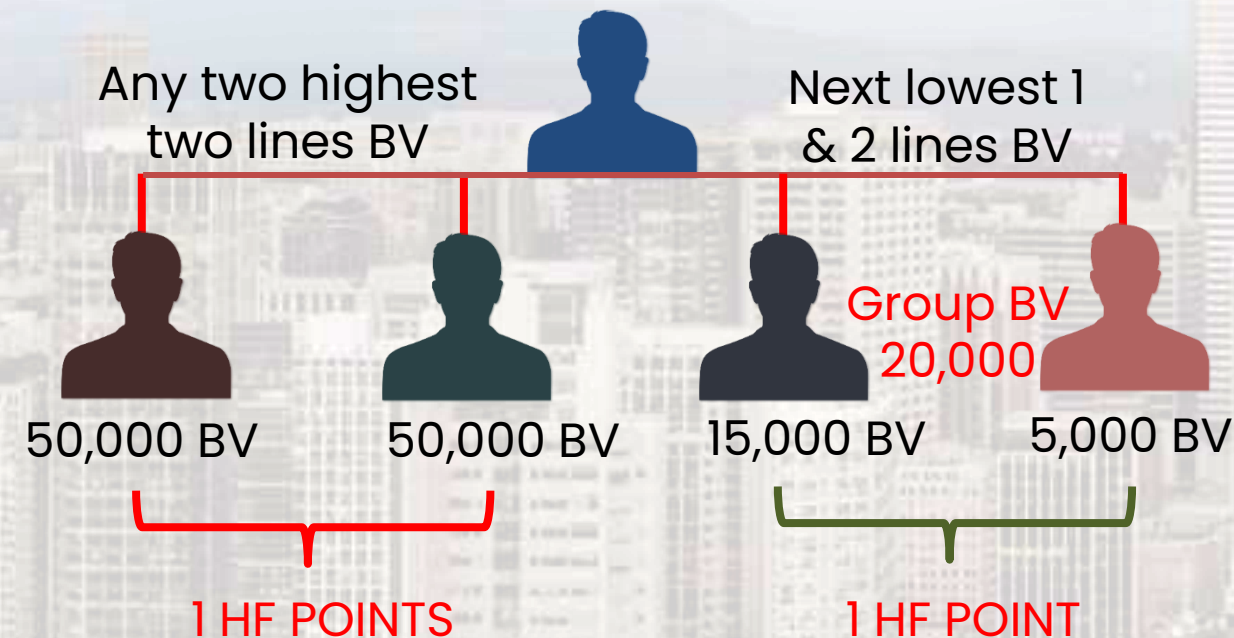 Any two highest
two lines BV
Next lowest 1
& 2 lines BV
Group BV
20,000
50,000 BV
50,000 BV
15,000 BV
5,000 BV
1 HF POINTS
1 HF POINT